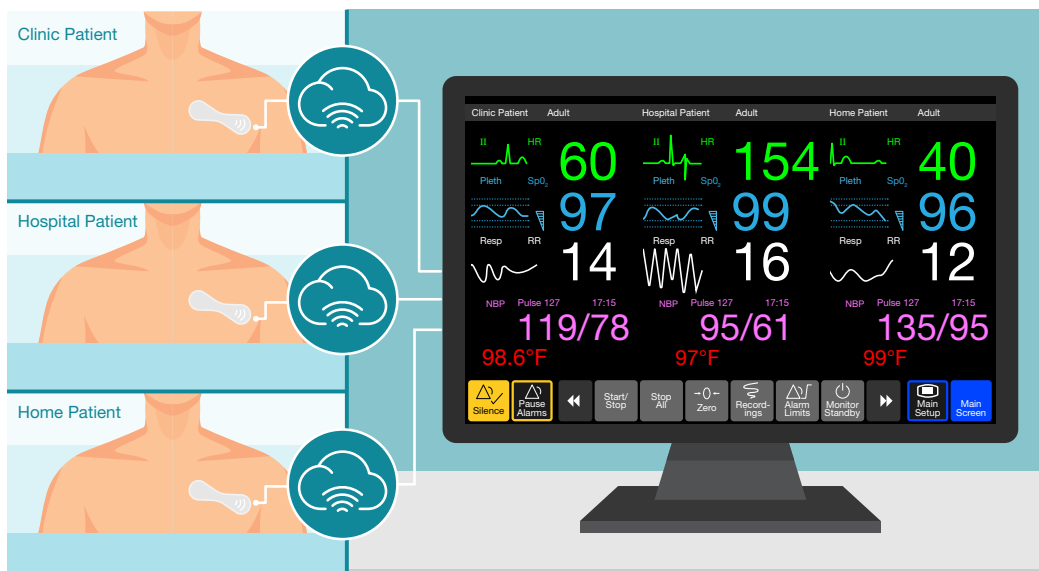 Clinic Patient
Hospital Patient
Home Patient
Clinic Patient Adult Hospital Patient Adult Home Patient Adult
II HR 60 II HR 154 II HR 40
Pleth Sp0₂ 97 Pleth Sp0₂ 99 Pleth Sp0₂ 96
Resp RR 14 Resp RR 16 Resp RR 12
NBP Pulse 127 17:15 NBP Pulse 127 17:15 NBP Pulse 127 17:15
119/78 95/61 135/95
98.6°F 97°F 99°F
Silence
Pause
Alarms
Start/
Stop
Stop
All
0
Zero
Record-
ings
Alarm
Limits
Monitor
Standby
Main
Setup
Main
Screen